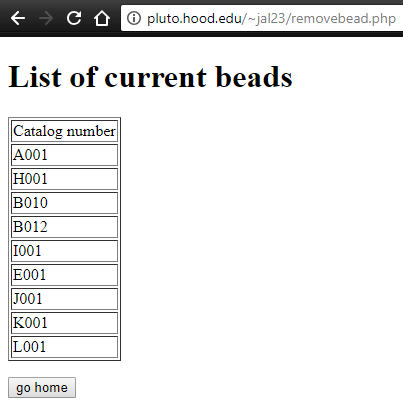 pluto.hood.edu/~jal23/removebead.php
List of current beads
Catalog number
A001
H001
B010
B012
I001
E001
J001
K001
L001
go home